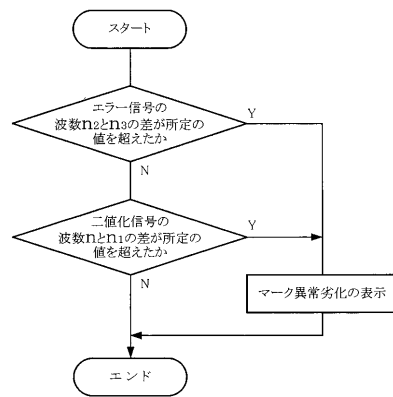 スタート
エラー信号の
波数n₂とn₃の差が所定の
値を超えたか
Y
N
二値化信号の
波数nとn₁の差が所定の
値を超えたか
Y
N
マーク異常劣化の表示
エンド